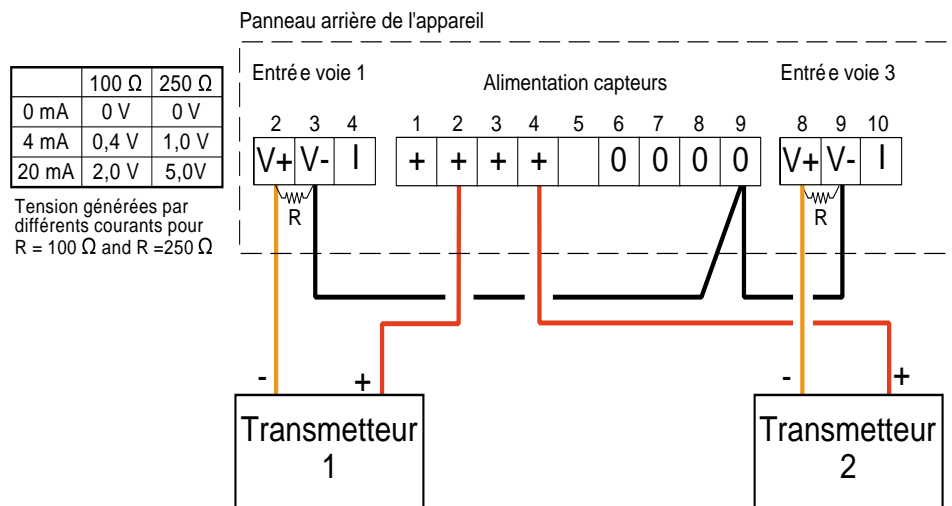 Panneau arrière de l'appareil
100 Ω 250 Ω
0 mA 0 V 0 V
4 mA 0,4 V 1,0 V
20 mA 2,0 V 5,0V
Tension générées par
différents courants pour
R = 100 Ω and R =250 Ω
Entrée voie 1
2 3 4
V+ V- I
R
Alimentation capteurs
1 2 3 4 5 6 7 8 9
+ + + + 0 0 0 0
Entrée voie 3
8 9 10
V+ V- I
R
- +
Transmetteur
1
- +
Transmetteur
2